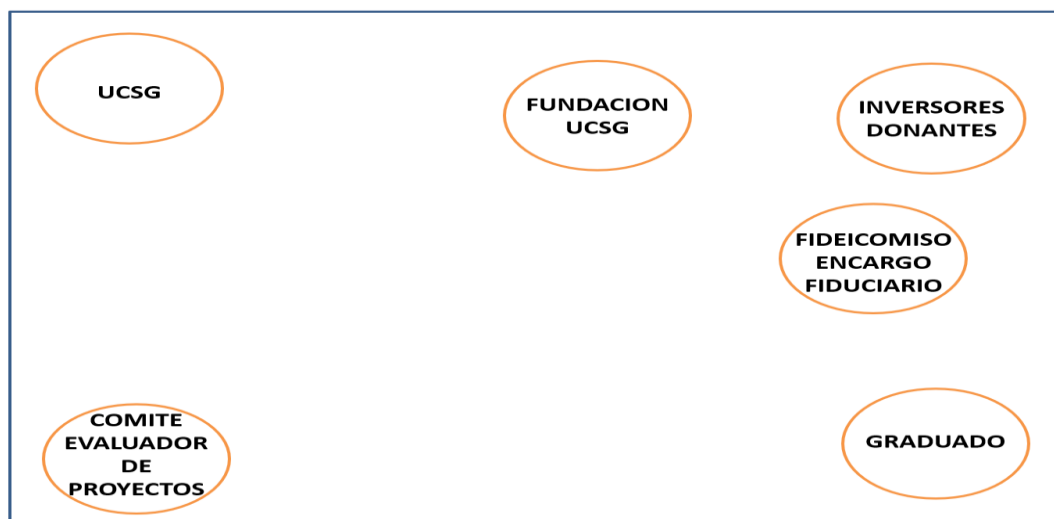 UCSG
FUNDACION
UCSG
INVERSORES
DONANTES
FIDEICOMISO
ENCARGO
FIDUCIARIO
COMITE
EVALUADOR
DE
PROYECTOS
GRADUADO